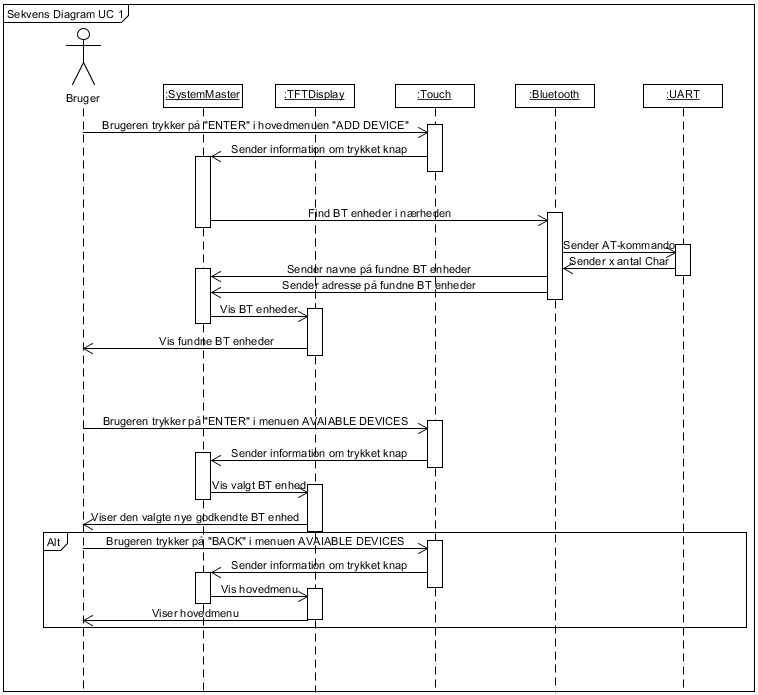 Sekvens Diagram UC 1
Bruger
:SystemMaster
:TFTDisplay
:Touch
:Bluetooth
:UART
Brugeren trykker på "ENTER" i hovedmenuen "ADD DEVICE"
Sender information om trykket knap
Find BT enheder i nærheden
Sender AT-kommando
Sender x antal Char
Sender navne på fundne BT enheder
Sender adresse på fundne BT enheder
Vis BT enheder
Vis fundne BT enheder
Brugeren trykker på "ENTER" i menuen AVAIABLE DEVICES
Sender information om trykket knap
Vis valgt BT enhed
Viser den valgte nye godkendte BT enhed
Alt
Brugeren trykker på "BACK" i menuen AVAIABLE DEVICES
Sender information om trykket knap
Vis hovedmenu
Viser hovedmenu